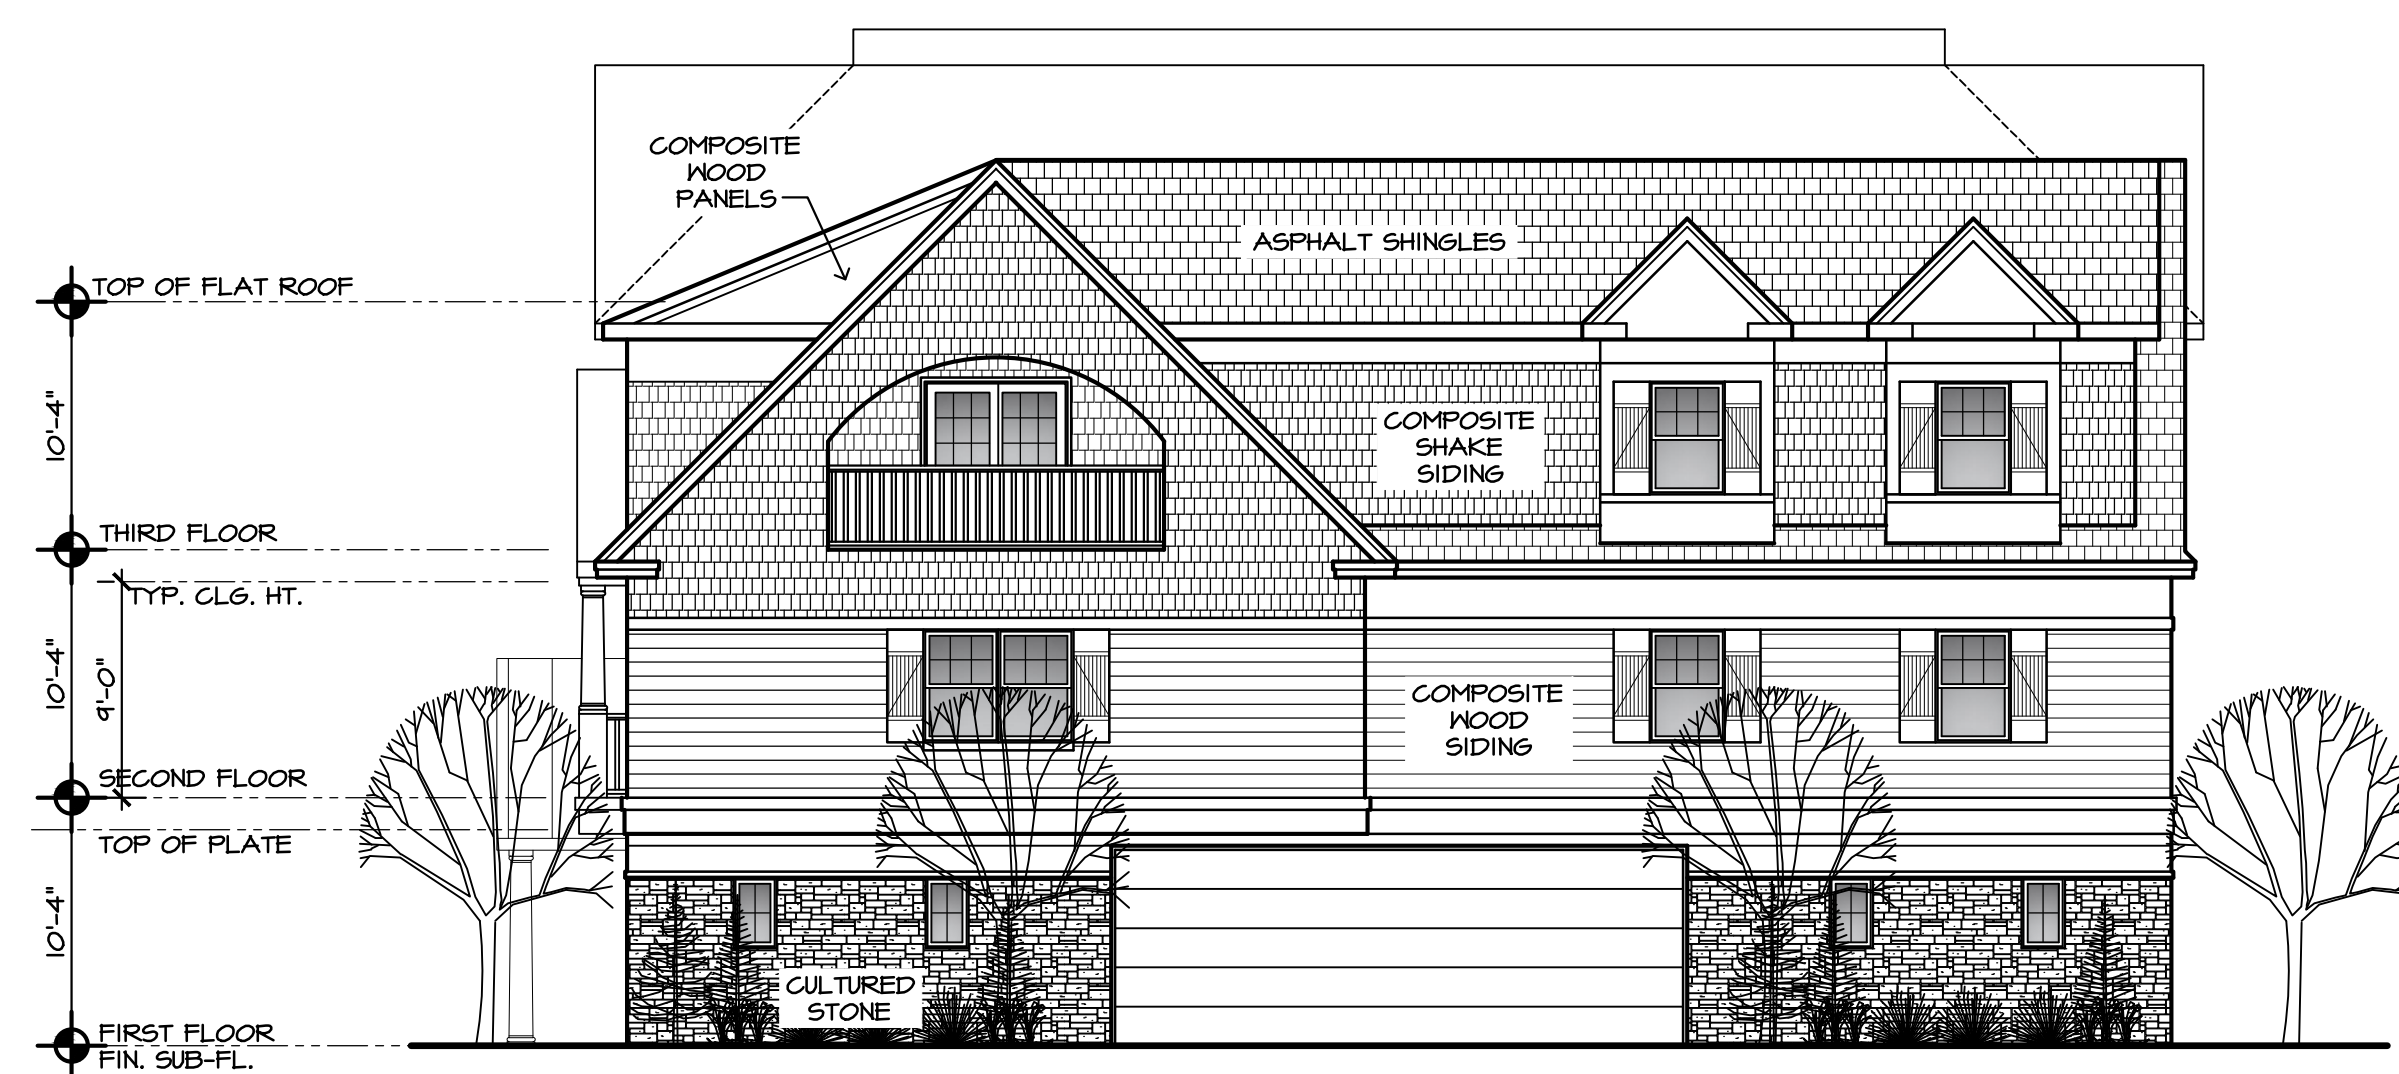 COMPOSITE
WOOD
PANELS
ASPHALT SHINGLES
TOP OF FLAT ROOF
10'-4"
COMPOSITE
SHAKE
SIDING
THIRD FLOOR
TYP. CLG. HT.
10'-4"
9'-0"
COMPOSITE
WOOD
SIDING
SECOND FLOOR
TOP OF PLATE
10'-4"
CULTURED
STONE
FIRST FLOOR
FIN. SUB-FL.